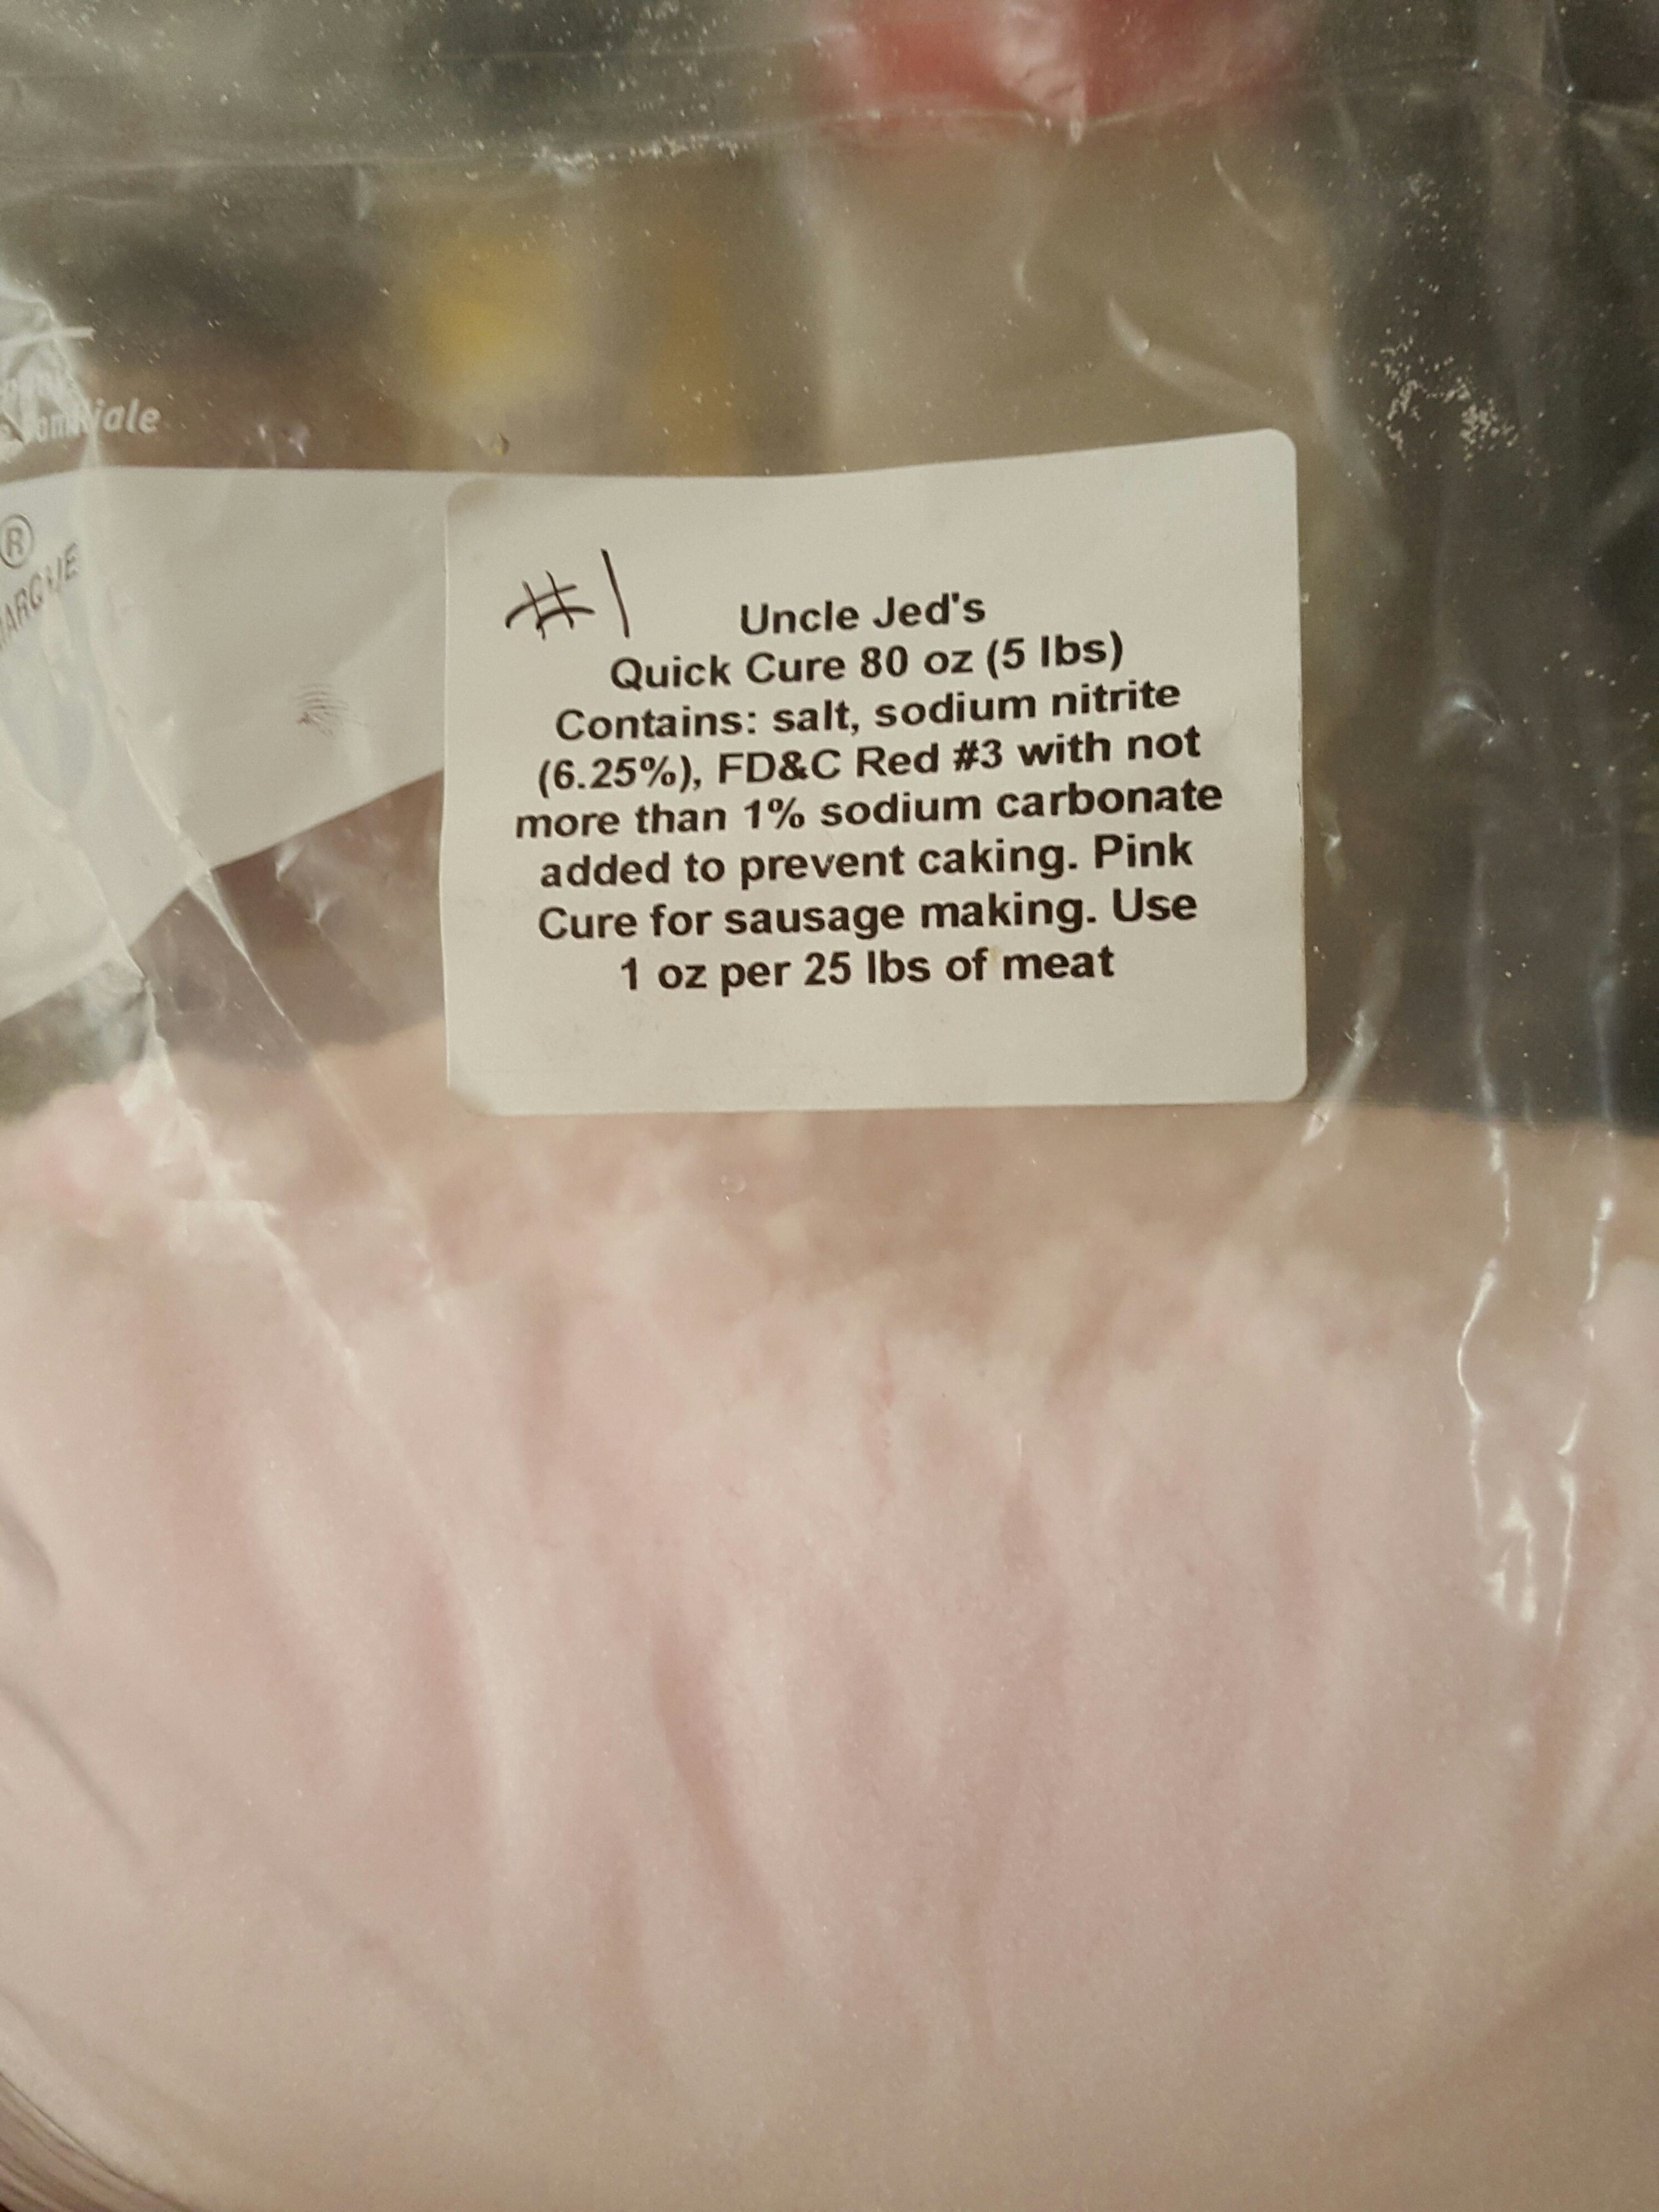 iale
®
#1
Uncle Jed's
Quick Cure 80 oz (5 lbs)
Contains: salt, sodium nitrite
(6.25%), FD&C Red #3 with not
more than 1% sodium carbonate
added to prevent caking. Pink
Cure for sausage making. Use
1 oz per 25 lbs of meat